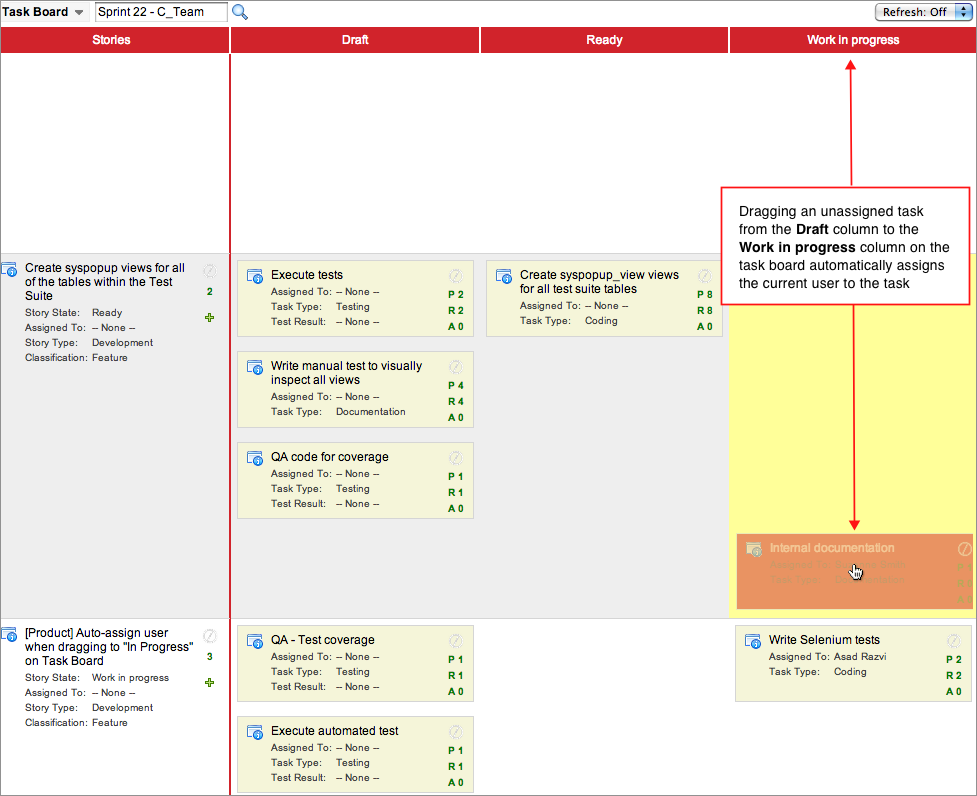 Task Board
Sprint 22 - C_Team
Refresh: Off
Stories
Draft
Ready
Work in progress
Dragging an unassigned task
from the Draft column to the
Work in progress column on the
task board automatically assigns
the current user to the task
Create syspopup views for all
of the tables within the Test
Suite
2
Story State: Ready
Assigned To: -- None --
Story Type: Development
Classification: Feature
Execute tests
Assigned To: -- None --
Task Type: Testing
Test Result: -- None --
P 2
R 2
A 0
Write manual test to visually
inspect all views
Assigned To: -- None --
Task Type: Documentation
P 4
R 4
A 0
QA code for coverage
Assigned To: -- None --
Task Type: Testing
Test Result: -- None --
P 1
R 1
A 0
Create syspopup_view views
for all test suite tables
Assigned To: -- None --
Task Type: Coding
P 8
R 8
A 0
Internal documentation
Assigned To:
Task Type:
[Product] Auto-assign user
when dragging to "In Progress"
on Task Board
3
Story State: Work in progress
Assigned To: -- None --
Story Type: Development
Classification: Feature
QA - Test coverage
Assigned To: -- None --
Task Type: Testing
Test Result: -- None --
P 1
R 1
A 0
Execute automated test
Assigned To: -- None --
Task Type: Testing
Test Result: -- None --
P 1
R 1
A 0
Write Selenium tests
Assigned To: Asad Razvi
Task Type: Coding
P 2
R 2
A 0